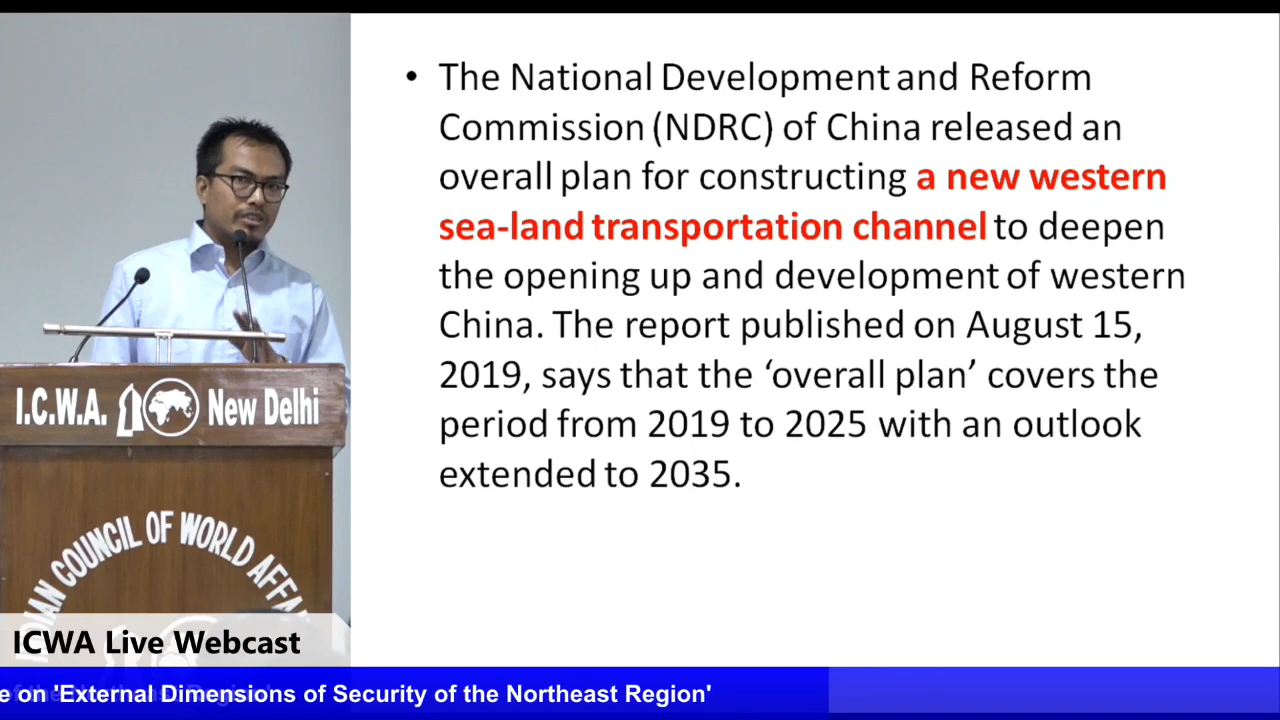 • The National Development and Reform
Commission (NDRC) of China released an
overall plan for constructing a new western
sea-land transportation channel to deepen
the opening up and development of western
China. The report published on August 15,
2019, says that the ‘overall plan’ covers the
period from 2019 to 2025 with an outlook
extended to 2035.
I.C.W.A. New Delhi
COUNCIL OF WORLD
ICWA Live Webcast
e on 'External Dimensions of Security of the Northeast Region'